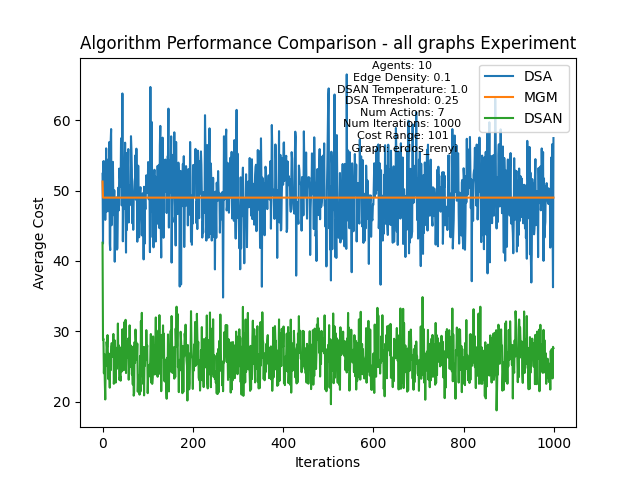 Algorithm Performance Comparison - all graphs Experiment
Agents: 10
Edge Density: 0.1
DSAN Temperature: 1.0
DSA Threshold: 0.25
Num Actions: 7
Num Iterations: 1000
Cost Range: 101
Graph: erdos_renyi
DSA
MGM
DSAN
Average Cost
60
50
40
30
20
0
200
400
600
800
1000
Iterations